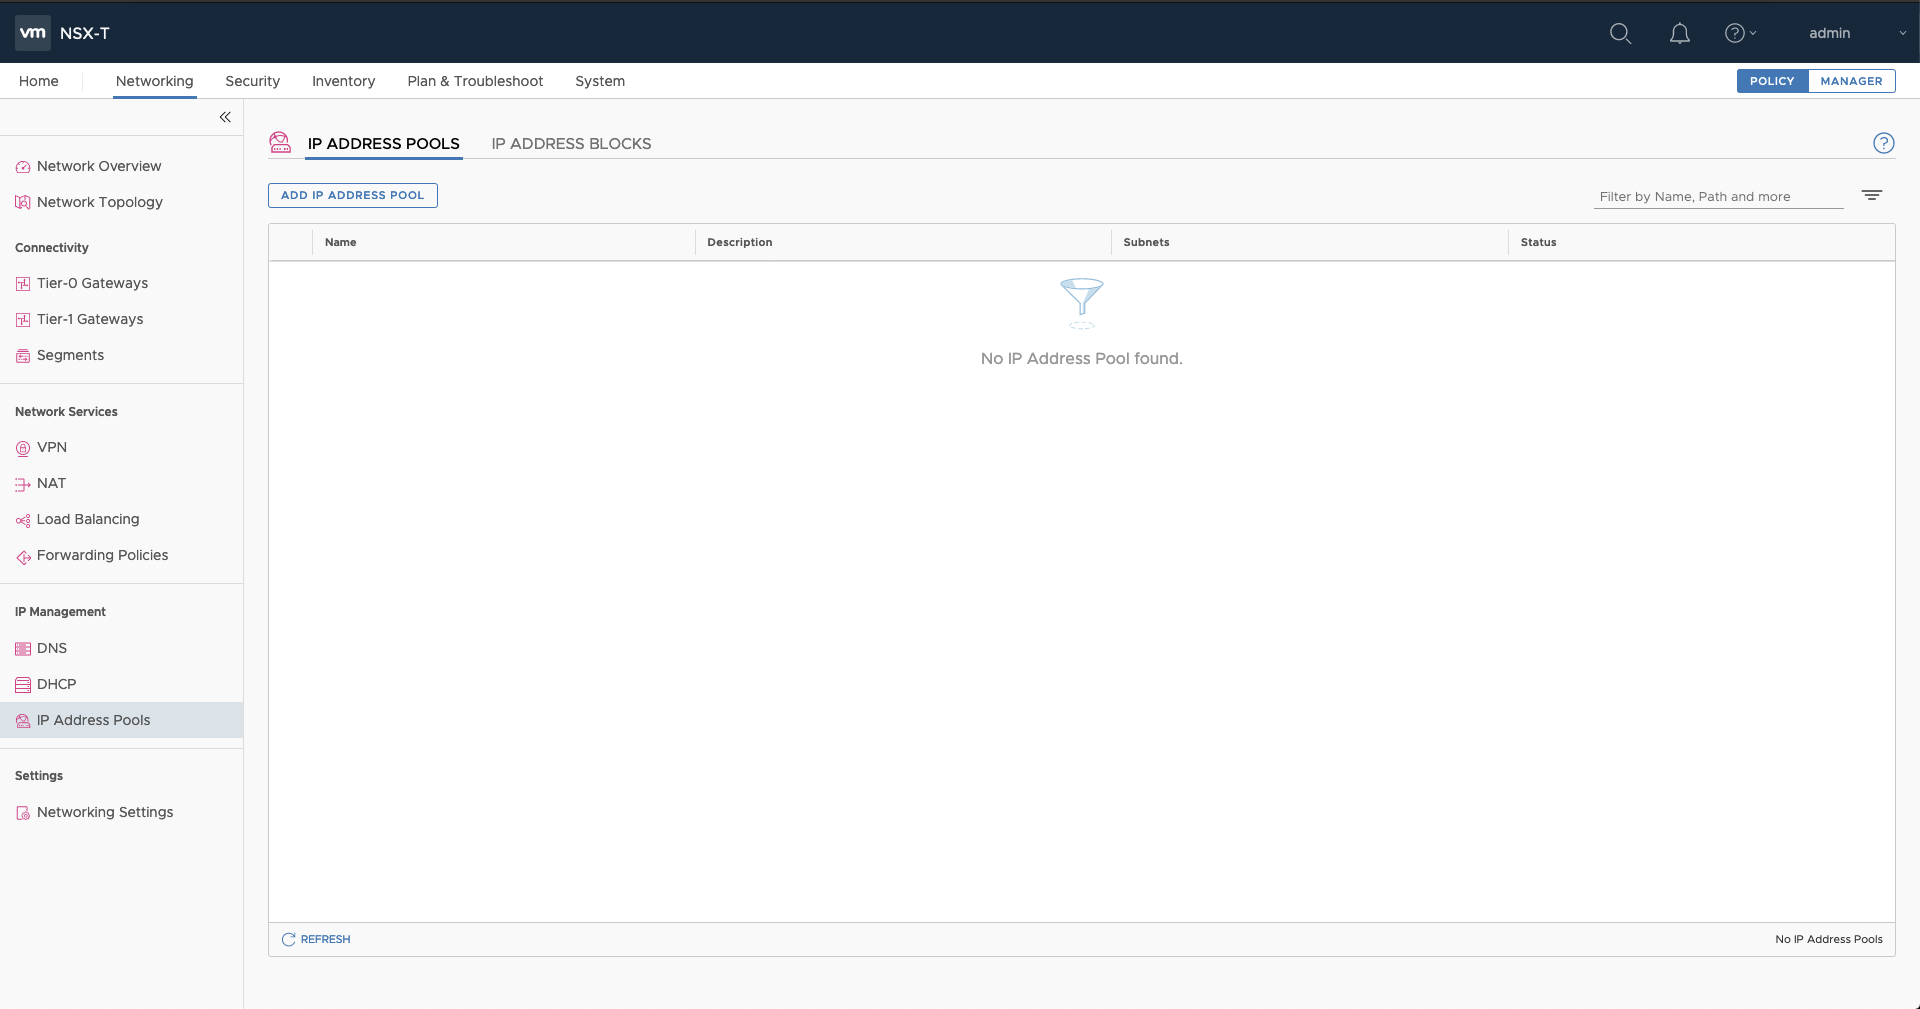 vm NSX-T
admin
Home Networking Security Inventory Plan & Troubleshoot System POLICY MANAGER
Network Overview
Network Topology
Connectivity
Tier-0 Gateways
Tier-1 Gateways
Segments
Network Services
VPN
NAT
Load Balancing
Forwarding Policies
IP Management
DNS
DHCP
IP Address Pools
Settings
Networking Settings
IP ADDRESS POOLS IP ADDRESS BLOCKS
ADD IP ADDRESS POOL Filter by Name, Path and more
Name Description Subnets Status
No IP Address Pool found.
REFRESH No IP Address Pools